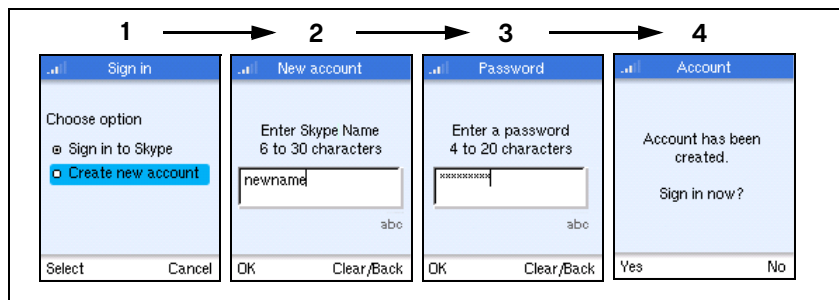 1 2 3 4
Sign in
Choose option
Sign in to Skype
Create new account
Select Cancel
New account
Enter Skype Name
6 to 30 characters
newname
abc
OK Clear/Back
Password
Enter a password
4 to 20 characters
×××××××××
abc
OK Clear/Back
Account
Account has been
created.
Sign in now?
Yes No